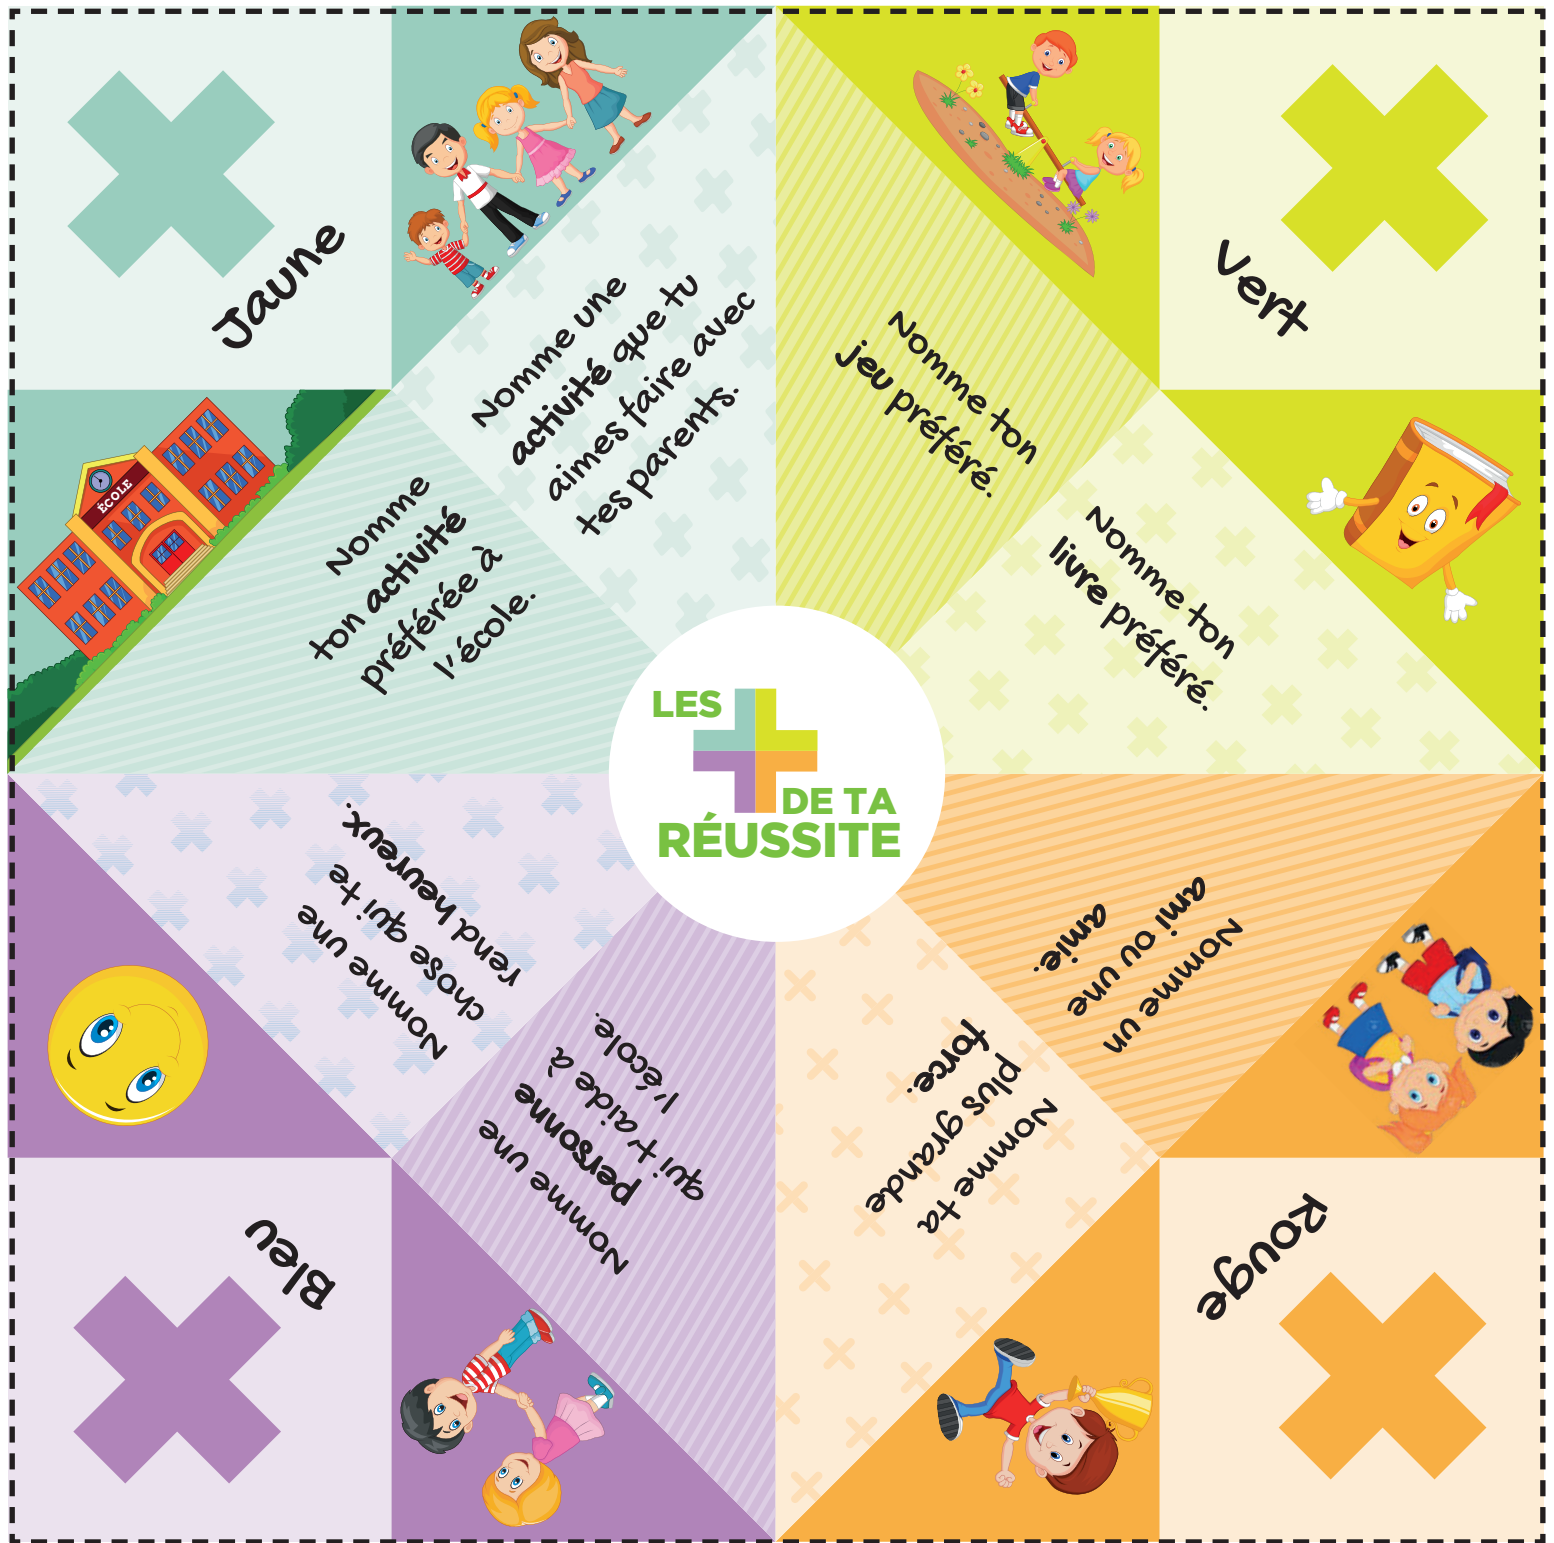 Jaune
Nomme une
activité que tu
aimes faire avec
tes parents.
Nomme ton
jeu préféré.
Vert
ÉCOLE
Nomme
ton activité
préférée à
l'école.
Nomme ton
livre préféré.
LES
DE TA
RÉUSSITE
Nomme une
chose qui te
rend heureux.
Nomme une
personne
qui t'aide à
l'école.
Bleu
Nomme un
ami ou une
amie.
Nomme ta
plus grande
force.
Rouge